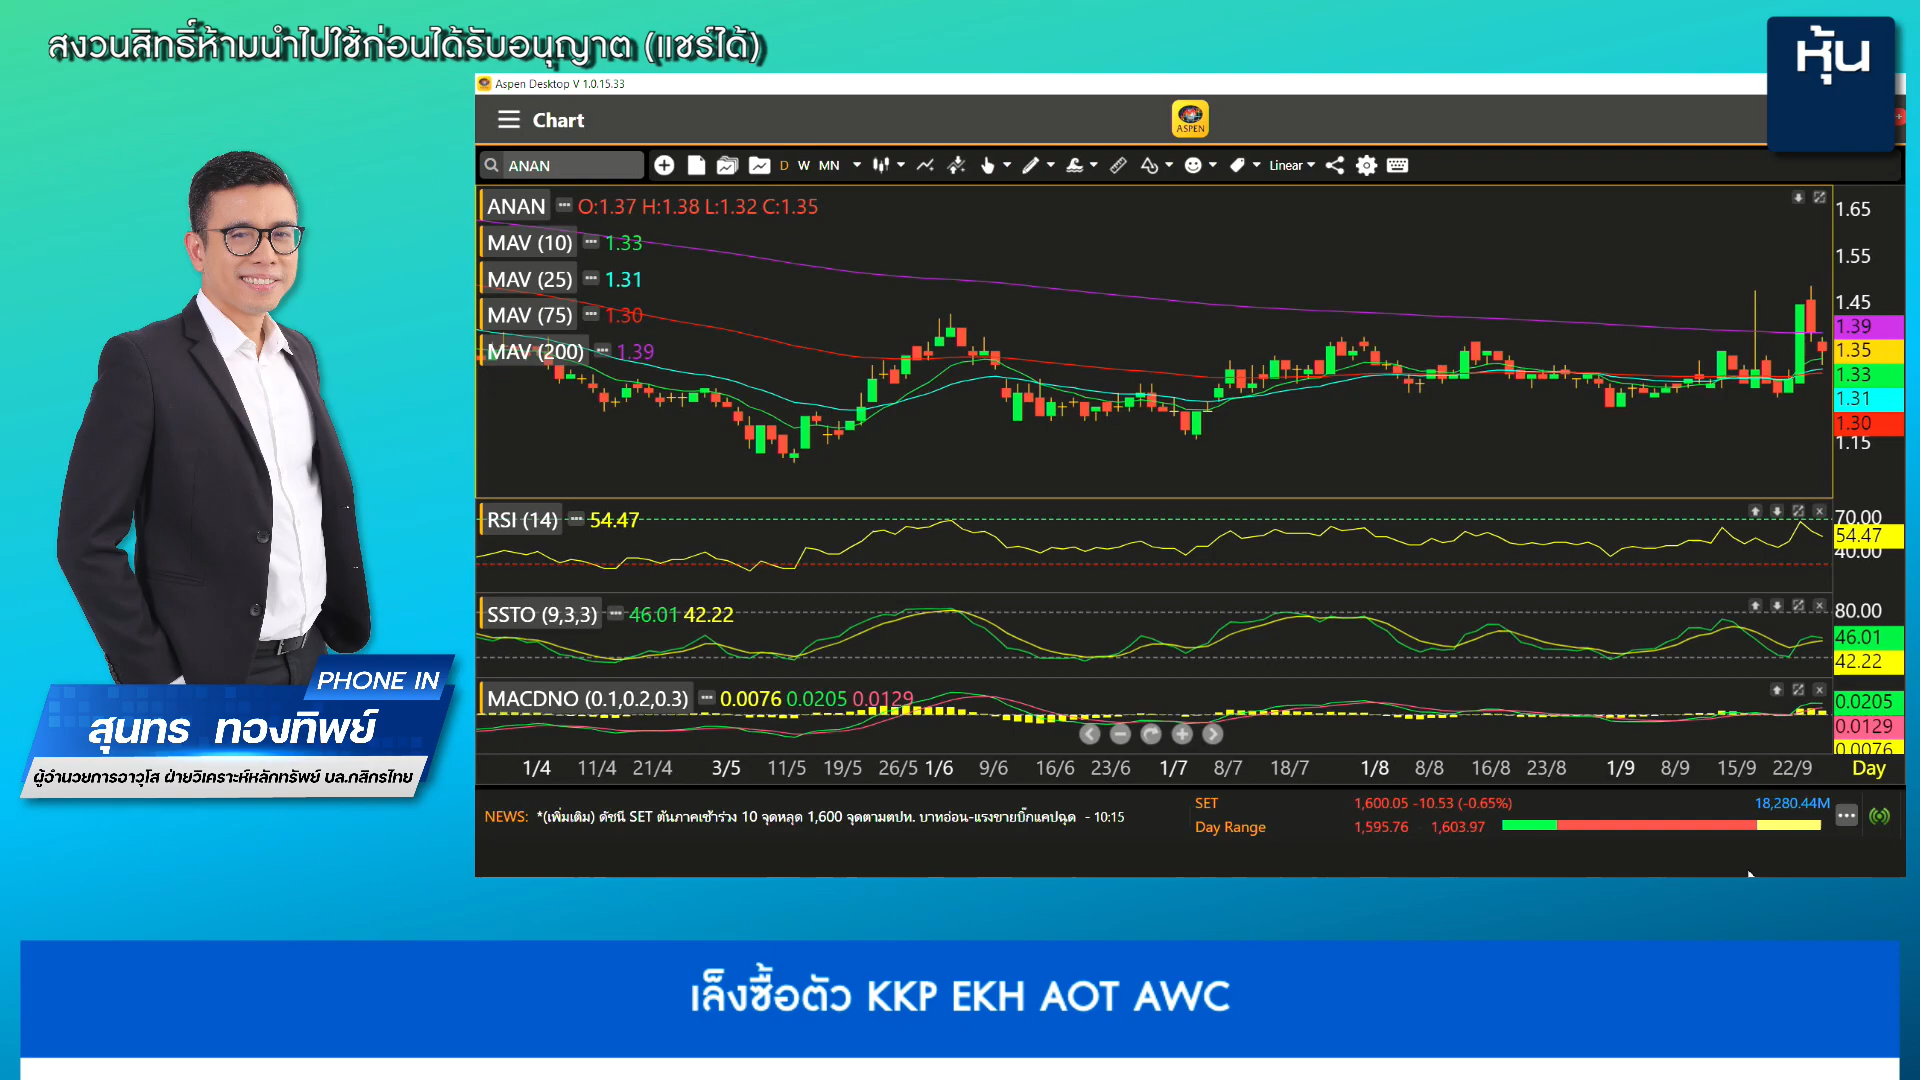 สงวนสิทธิ์ห้ามนำไปใช้ก่อนได้รับอนุญาต (แชร์ได้)
หุ้น
Aspen Desktop V 1.0.15.33
Chart
ASPEN
ANAN
D W MN
Linear
ANAN O:1.37 H:1.38 L:1.32 C:1.35
MAV (10) 1.33
MAV (25) 1.31
MAV (75) 1.30
MAV (200) 1.39
1.65
1.55
1.45
1.39
1.35
1.33
1.31
1.30
1.15
RSI (14) 54.47
70.00
54.47
40.00
SSTO (9,3,3) 46.01 42.22
80.00
46.01
42.22
MACDNO (0.1,0.2,0.3) 0.0076 0.0205 0.0129
0.0205
0.0129
0.0076
1/4 11/4 21/4 3/5 11/5 19/5 26/5 1/6 9/6 16/6 23/6 1/7 8/7 18/7 1/8 8/8 16/8 23/8 1/9 8/9 15/9 22/9 Day
NEWS: *(เพิ่มเติม) ดัชนี SET ต้นภาคเช้าร่วง 10 จุดหลุด 1,600 จุดตามตปท. บาทอ่อน-แรงขายบิ๊กแคปฉุด - 10:15
SET 1,600.05 -10.53 (-0.65%) 18,280.44M
Day Range 1,595.76 - 1,603.97
PHONE IN
สุนทร ทองทิพย์
ผู้อำนวยการอาวุโส ฝ่ายวิเคราะห์หลักทรัพย์ บล.กสิกรไทย
เล็งซื้อตัว KKP EKH AOT AWC